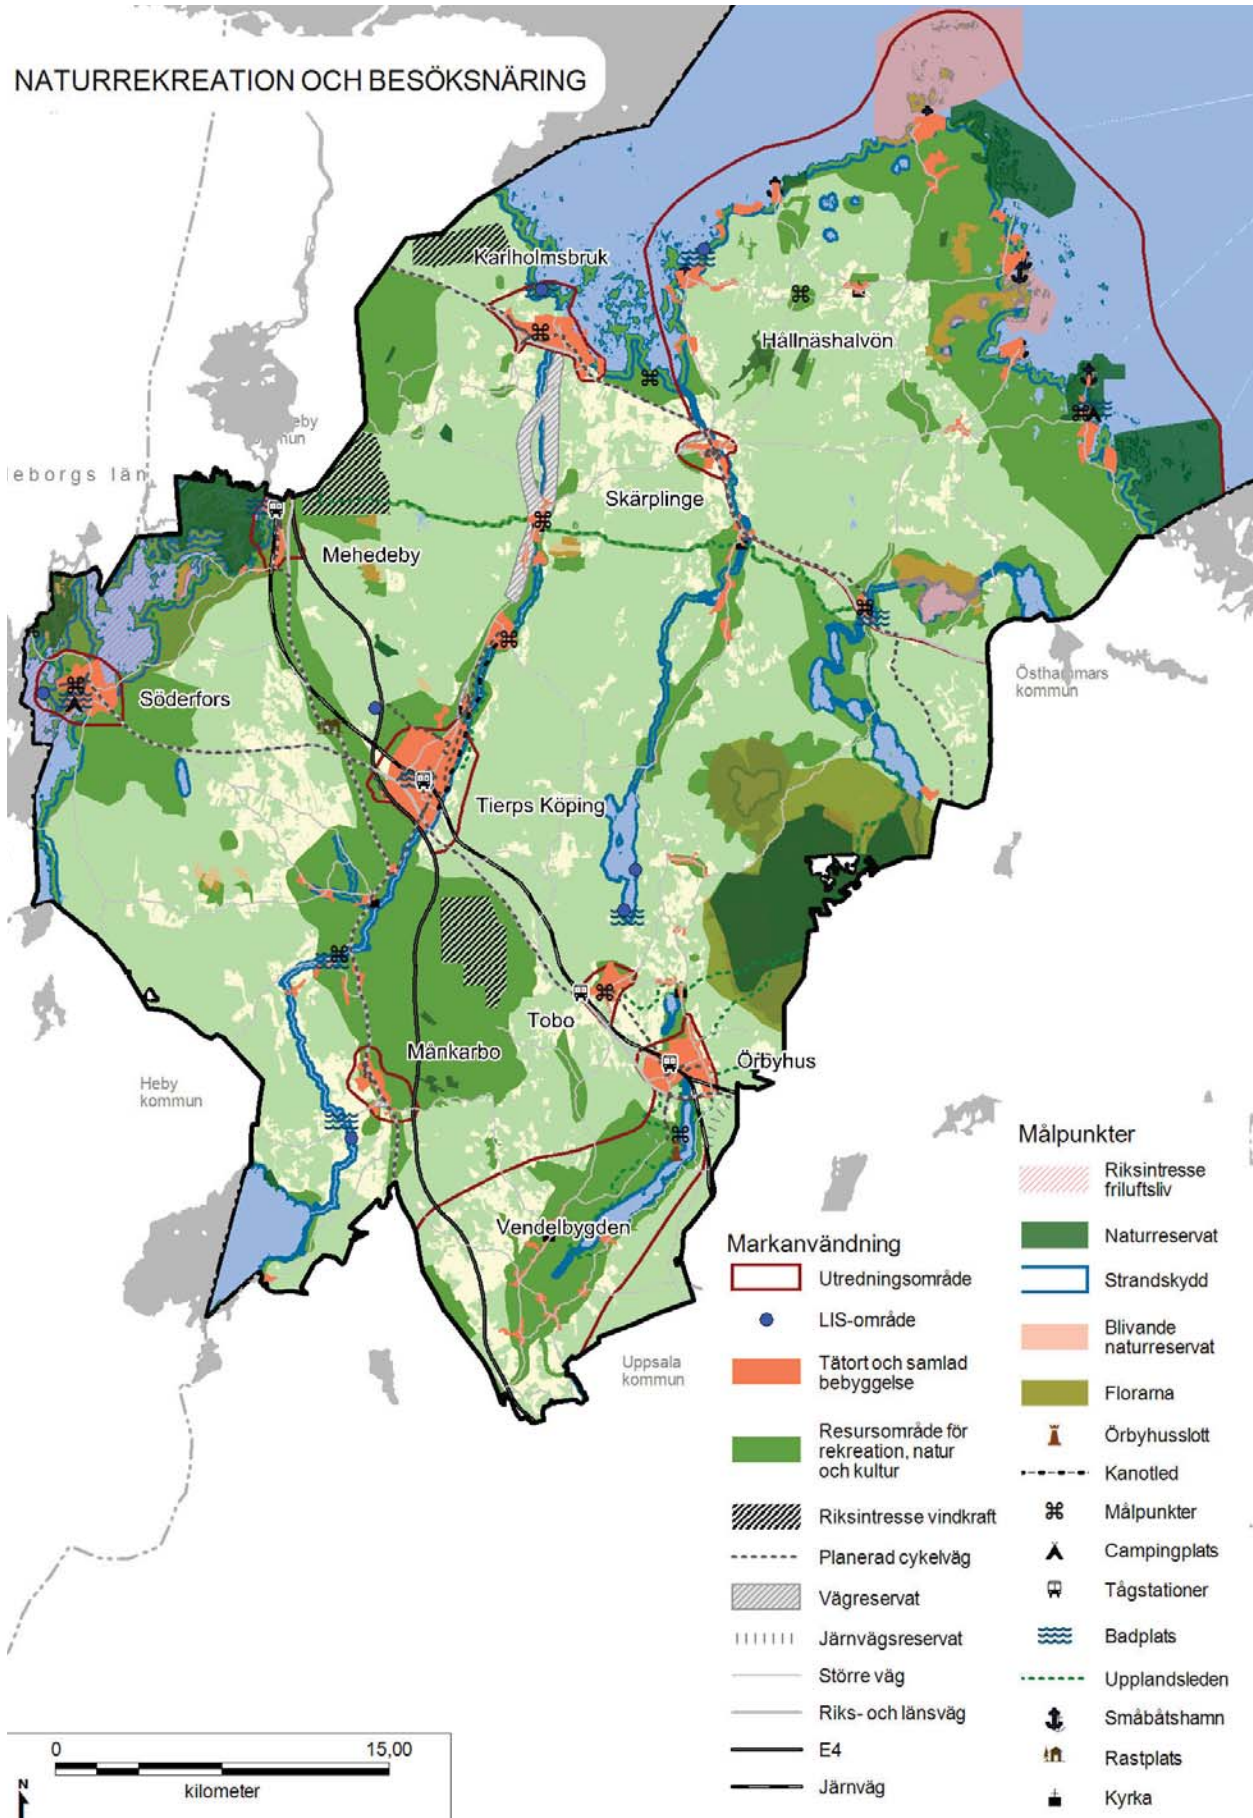 NATURREKREATION OCH BESÖKSNÄRING
Karlholmsbruk
Hållnäshalvön
eborgs län
Skärplinge
Mehedeby
Söderfors
Östhammars
kommun
Tierps Köping
Tobo
Månkarbo
Örbyhus
Heby
kommun
Vendelbygden
Uppsala
kommun
Markanvändning
Utredningsområde
LIS-område
Tätort och samlad
bebyggelse
Resursområde för
rekreation, natur
och kultur
Riksintresse vindkraft
Planerad cykelväg
Vägreservat
Järnvägsreservat
Större väg
Riks- och länsväg
E4
Järnväg
Målpunkter
Riksintresse
friluftsliv
Naturreservat
Strandskydd
Blivande
naturreservat
Florarna
Örbyhusslott
Kanotled
Målpunkter
Campingplats
Tågstationer
Badplats
Upplandsleden
Småbåtshamn
Rastplats
Kyrka
0 15,00
kilometer
N